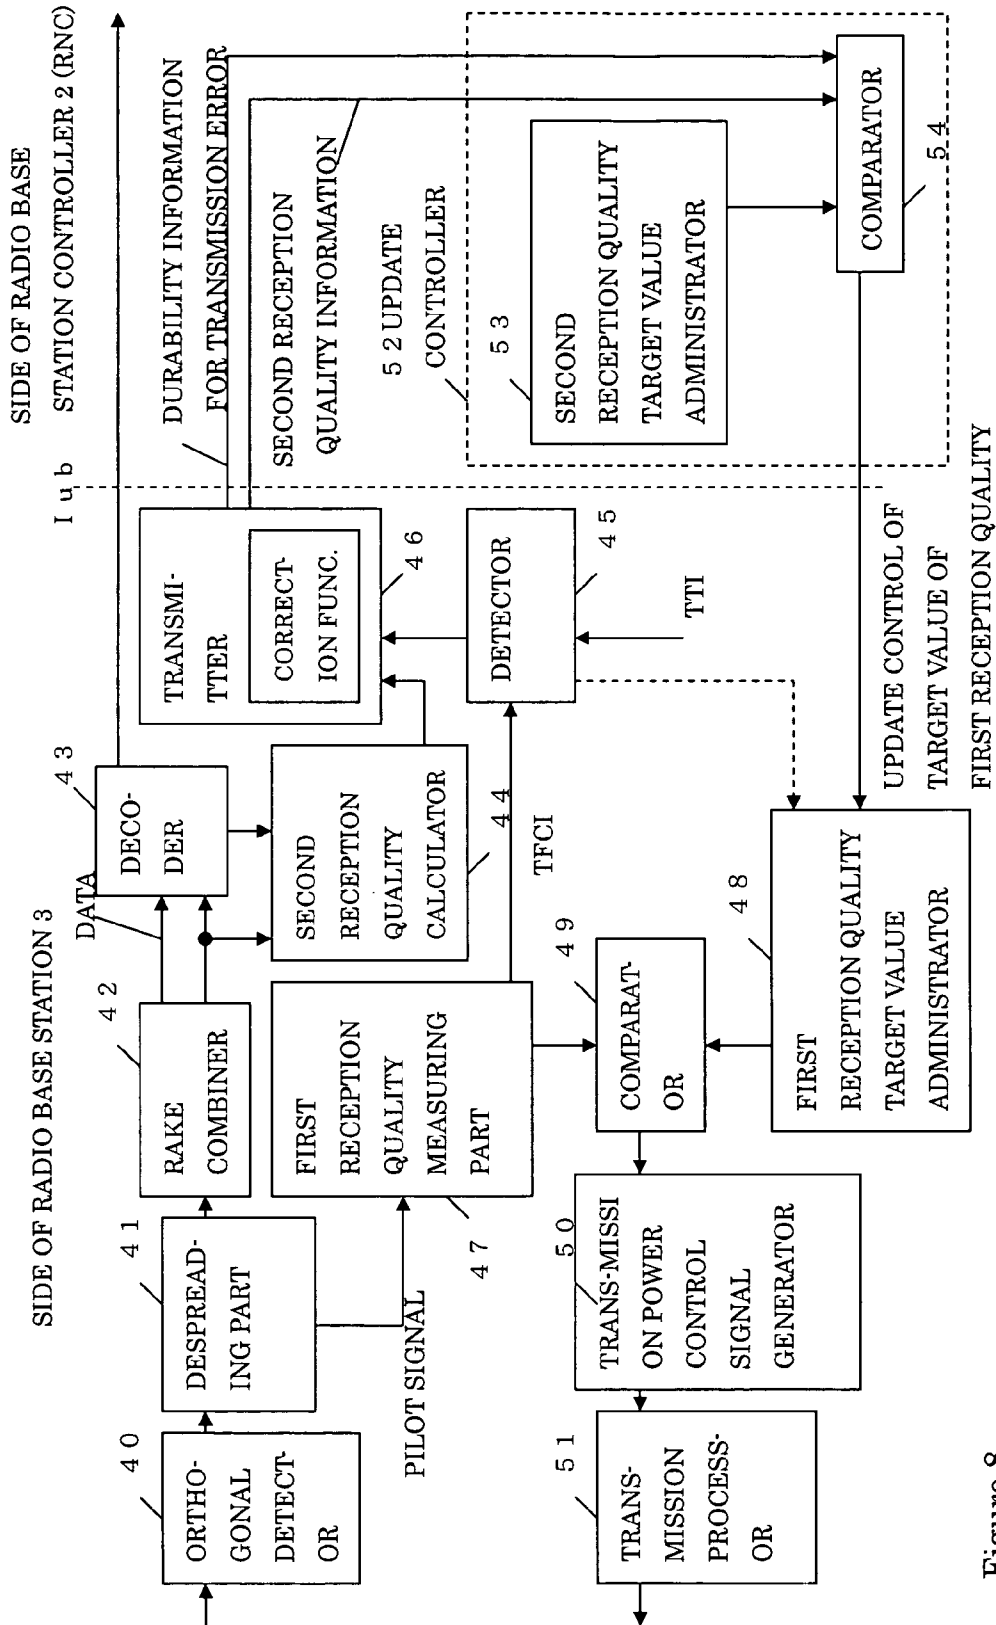 SIDE OF RADIO BASE STATION 3
SIDE OF RADIO BASE
STATION CONTROLLER 2 (RNC)
I u b
4 0
ORTHO-
GONAL
DETECT-
OR
4 1
DESPREAD-
ING PART
4 2
RAKE
COMBINER
DATA
4 3
DECO-
DER
PILOT SIGNAL
4 7
FIRST
RECEPTION
QUALITY
MEASURING
PART
SECOND
RECEPTION
QUALITY
CALCULATOR
4 4
TRANSMI-
TTER
CORRECT-
ION FUNC.
4 6
DURABILITY INFORMATION
FOR TRANSMISSION ERROR
SECOND RECEPTION
QUALITY INFORMATION
TFCI
DETECTOR
4 5
TTI
5 2 UPDATE
CONTROLLER
5 3
SECOND
RECEPTION QUALITY
TARGET VALUE
ADMINISTRATOR
COMPARATOR
5 4
5 1
TRANS-
MISSION
PROCESS-
OR
5 0
TRANS-MISSI
ON POWER
CONTROL
SIGNAL
GENERATOR
4 9
COMPARAT-
OR
4 8
FIRST
RECEPTION QUALITY
TARGET VALUE
ADMINISTRATOR
UPDATE CONTROL OF
TARGET VALUE OF
FIRST RECEPTION QUALITY
Figure 8